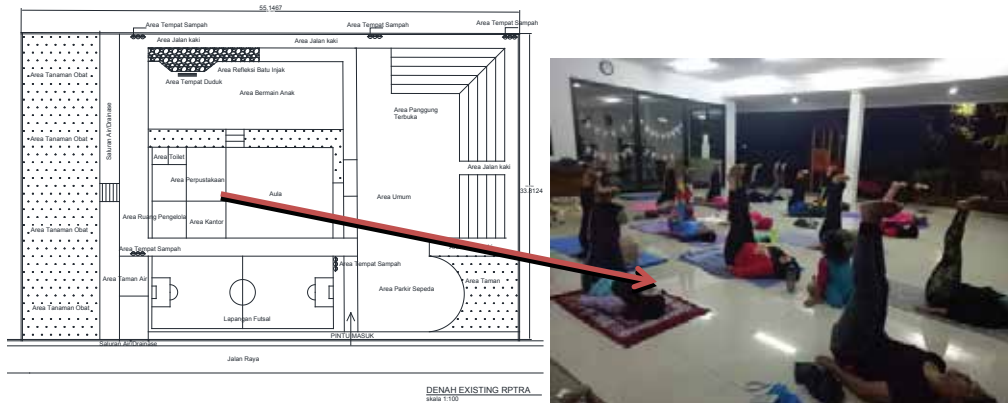 55,1467
Area Tempat Sampah
Area Tempat Sampah
Area Tempat Sampah
Area Jalan kaki
Area Jalan kaki
Area Refleksi Batu Injak
Area Tempat Duduk
Area Tanaman Obat
Area Bermain Anak
Area Panggung
Terbuka
Saluran Air/Drainase
Area Tanaman Obat
Area Toilet
Area Jalan kaki
Area Perpustakaan
Area Tanaman Obat
Aula
Area Umum
33,8124
Area Ruang Pengelola
Area Kantor
Area Tanaman Obat
Area Tempat Sampah
Area Tempat Sampah
Area Taman Air
Area Taman
Area Parkir Sepeda
Area Tanaman Obat
Lapangan Futsal
PINTU MASUK
Saluran Air/Drainase
Jalan Raya
DENAH EXISTING RPTRA
skala 1:100